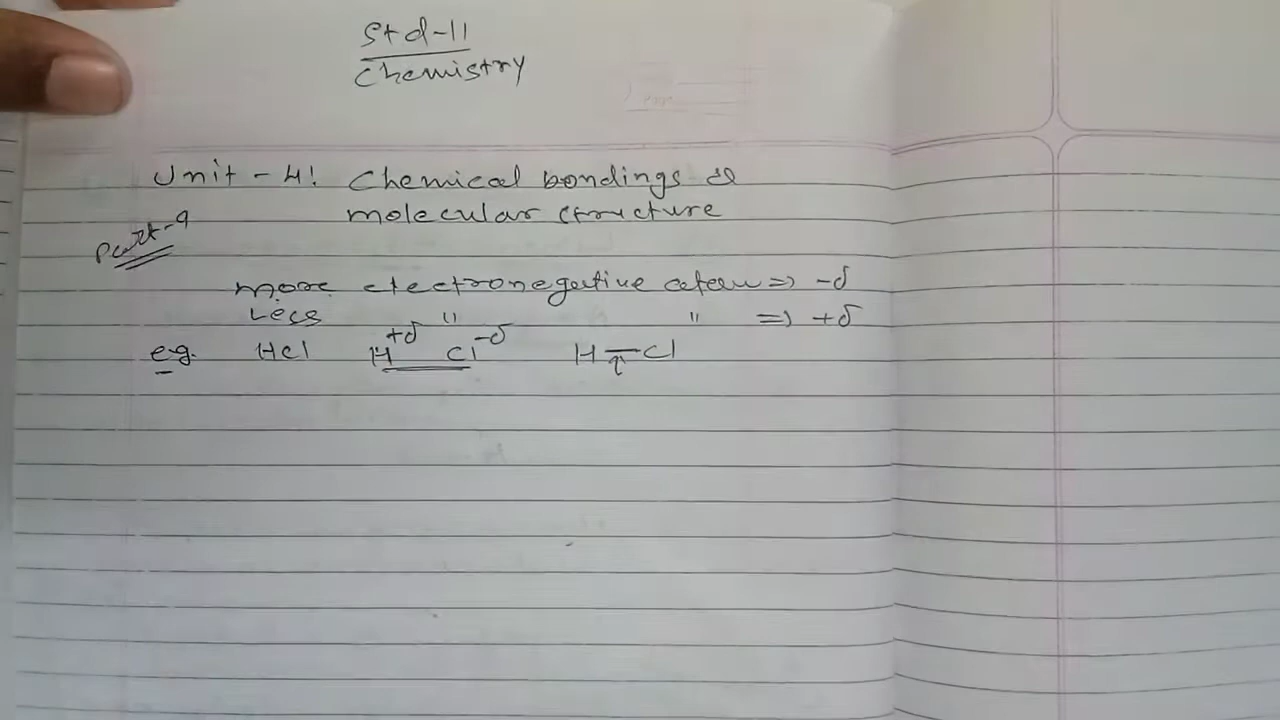 Std-11
Chemistry
Unit - 4: Chemical bondings &
molecular structure
Part-9
more electronegative atom => -δ
Less " " => +δ
e.g. HCl H+δ Cl-δ H — Cl